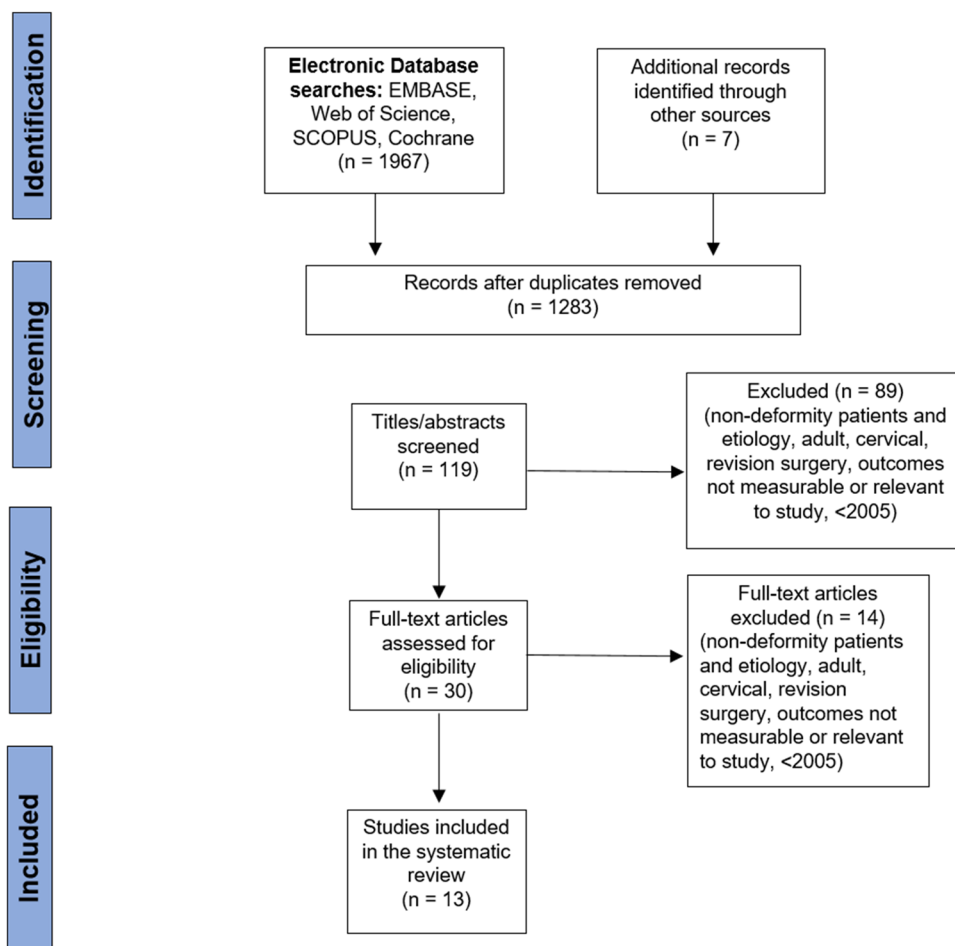 Identification
Electronic Database
searches: EMBASE,
Web of Science,
SCOPUS, Cochrane
(n = 1967)
Additional records
identified through
other sources
(n = 7)
Screening
Records after duplicates removed
(n = 1283)
Titles/abstracts
screened
(n = 119)
Excluded (n = 89)
(non-deformity patients and
etiology, adult, cervical,
revision surgery, outcomes
not measurable or relevant
to study, <2005)
Eligibility
Full-text articles
assessed for
eligibility
(n = 30)
Full-text articles
excluded (n = 14)
(non-deformity patients
and etiology, adult,
cervical, revision
surgery, outcomes not
measurable or relevant
to study, <2005)
Included
Studies included
in the systematic
review
(n = 13)